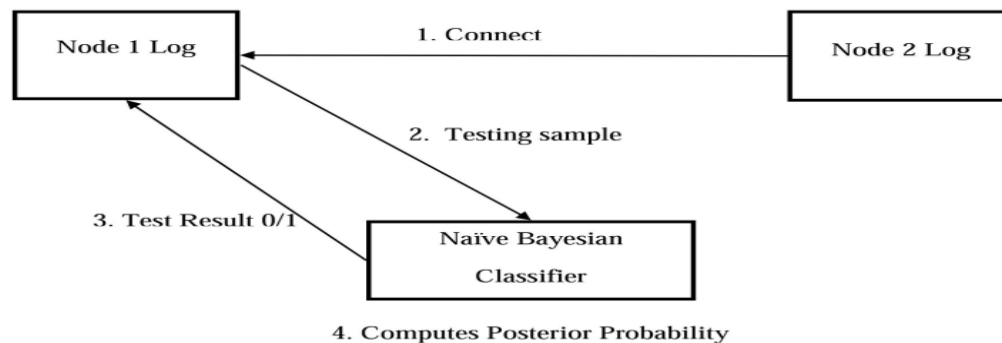 1. Connect
Node 1 Log
Node 2 Log
2. Testing sample
3. Test Result 0/1
Naïve Bayesian
Classifier
4. Computes Posterior Probability